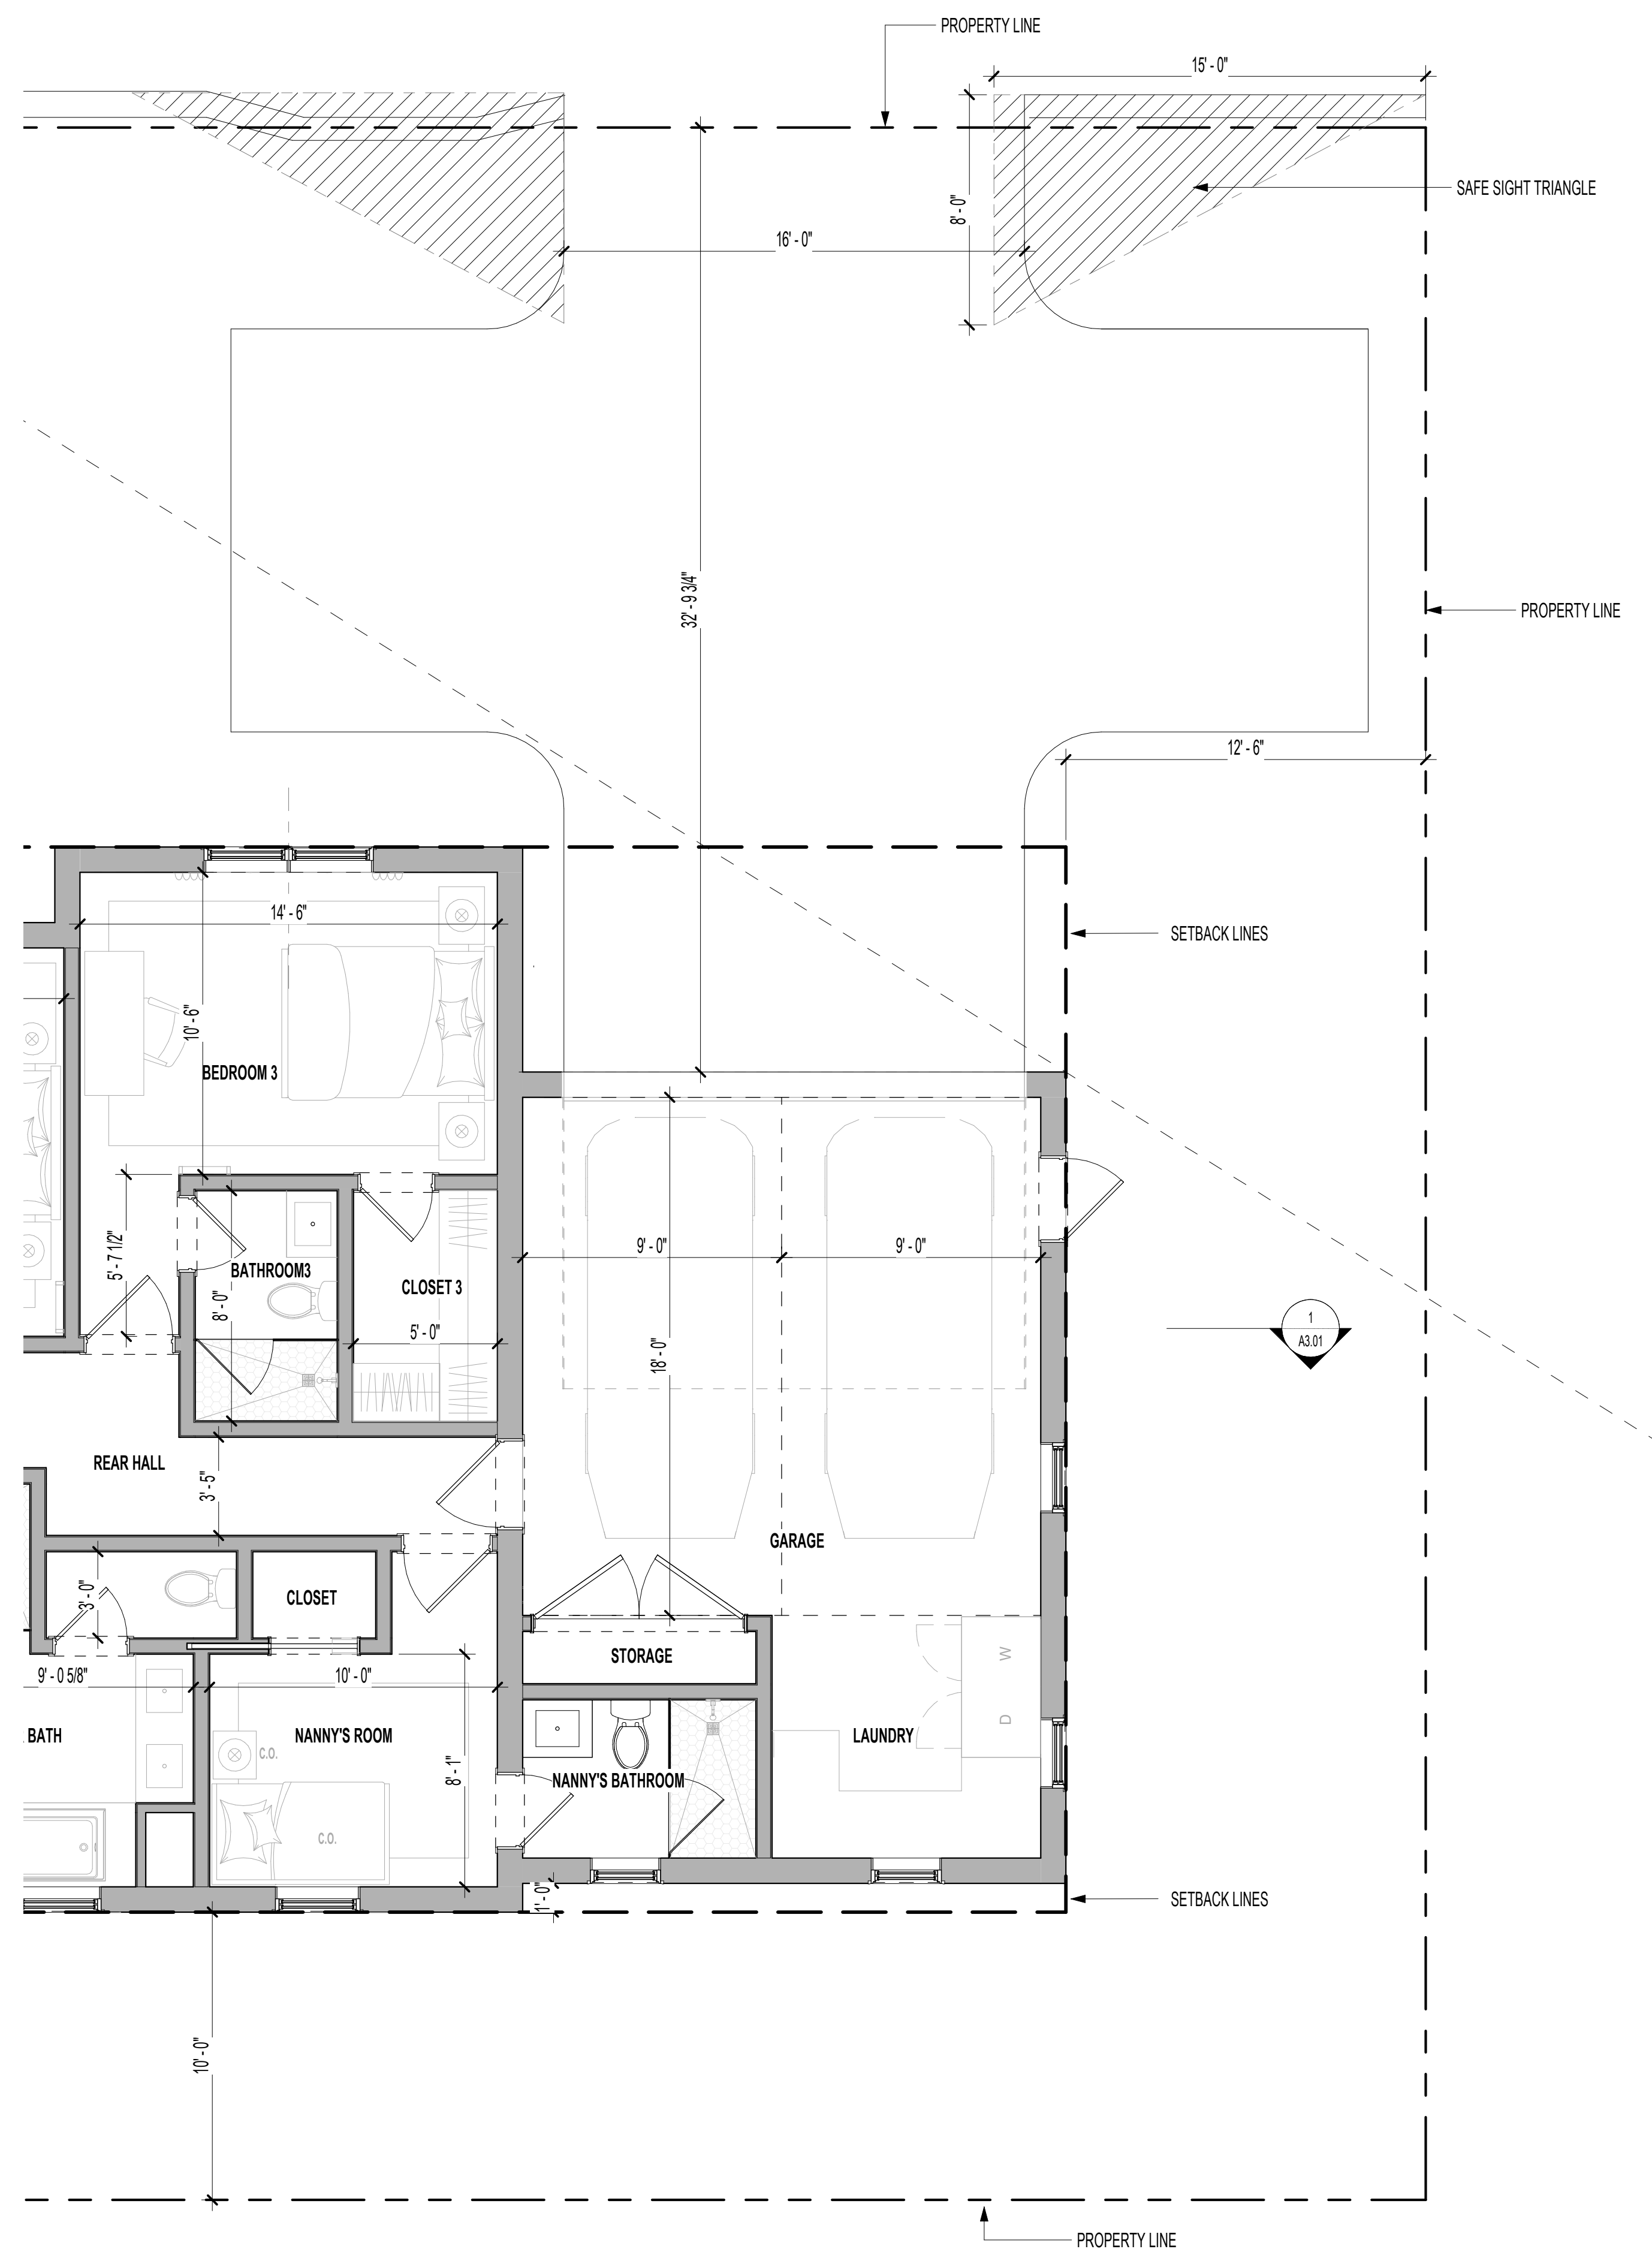 PROPERTY LINE
15' - 0"
SAFE SIGHT TRIANGLE
8' - 0"
16' - 0"
32' - 9 3/4"
PROPERTY LINE
12' - 6"
14' - 6"
SETBACK LINES
10' - 6"
BEDROOM 3
5' - 7 1/2"
BATHROOM3
8' - 0"
CLOSET 3
5' - 0"
9' - 0"
9' - 0"
18' - 0"
1
A3.01
REAR HALL
3' - 5"
GARAGE
3' - 0"
CLOSET
STORAGE
W
D
9' - 0 5/8"
10' - 0"
BATH
NANNY'S ROOM
C.O.
8' - 1"
C.O.
NANNY'S BATHROOM
LAUNDRY
1' - 0"
SETBACK LINES
10' - 0"
PROPERTY LINE